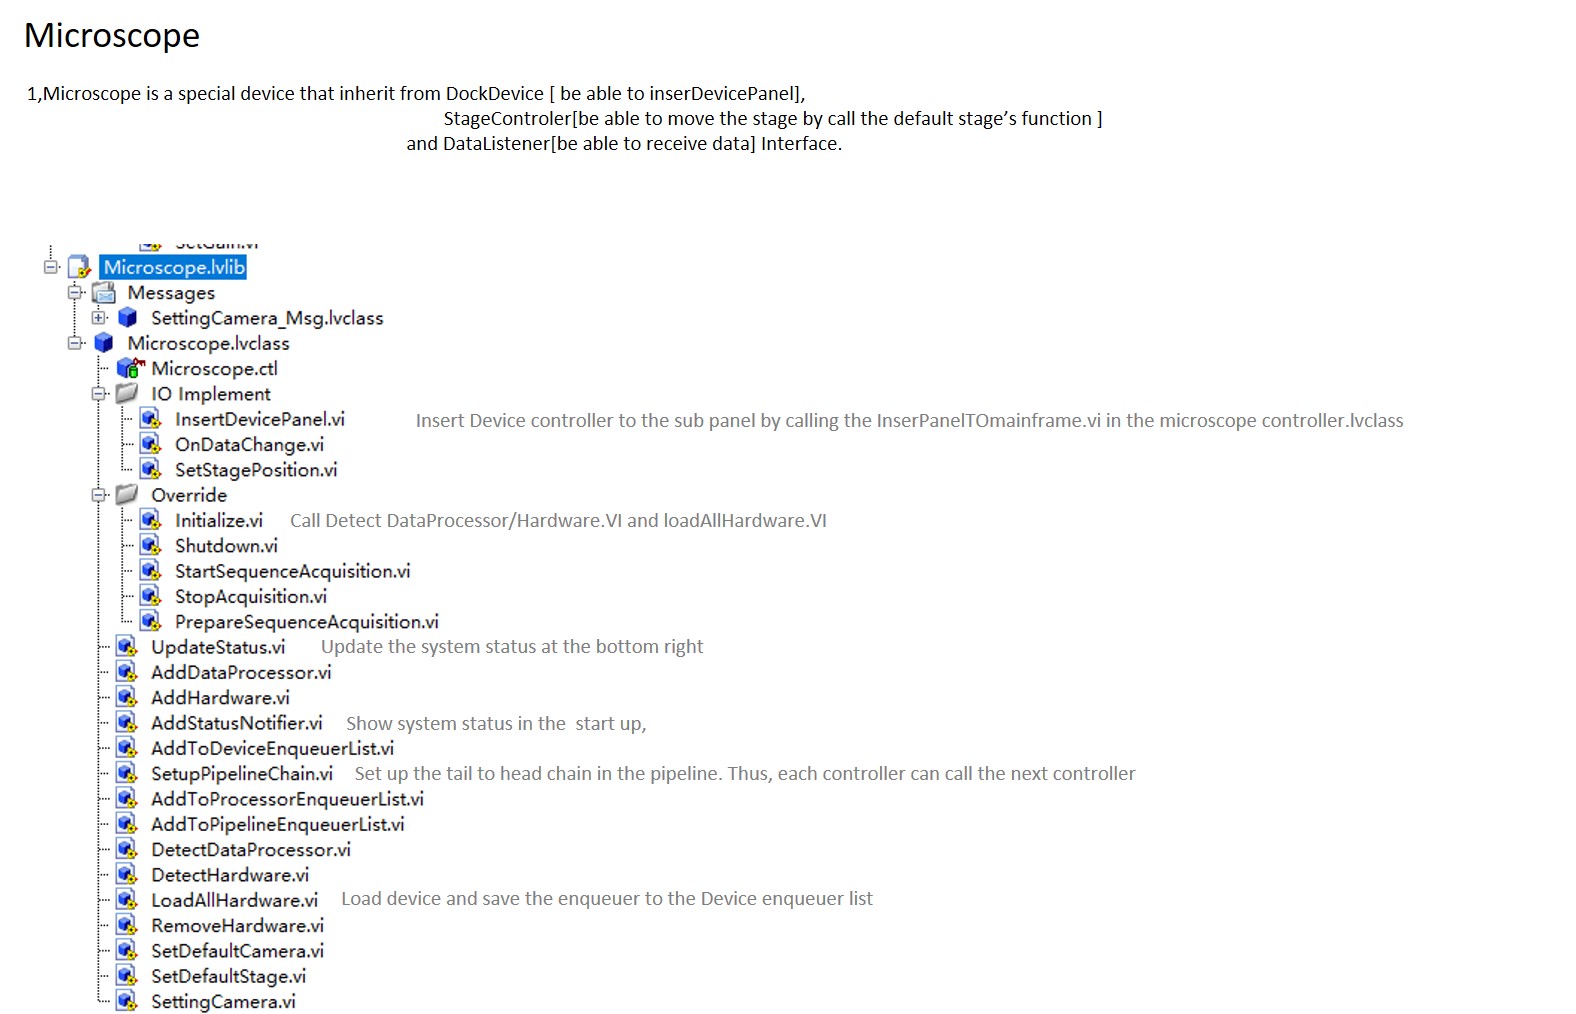 Microscope
1,Microscope is a special device that inherit from DockDevice [ be able to inserDevicePanel],
StageControler[be able to move the stage by call the default stage’s function ]
and DataListener[be able to receive data] Interface.
SetGain.vi
Microscope.lvlib
Messages
SettingCamera_Msg.lvclass
Microscope.lvclass
Microscope.ctl
IO Implement
InsertDevicePanel.vi Insert Device controller to the sub panel by calling the InserPanelTOmainframe.vi in the microscope controller.lvclass
OnDataChange.vi
SetStagePosition.vi
Override
Initialize.vi Call Detect DataProcessor/Hardware.VI and loadAllHardware.VI
Shutdown.vi
StartSequenceAcquisition.vi
StopAcquisition.vi
PrepareSequenceAcquisition.vi
UpdateStatus.vi Update the system status at the bottom right
AddDataProcessor.vi
AddHardware.vi
AddStatusNotifier.vi Show system status in the start up,
AddToDeviceEnqueuerList.vi
SetupPipelineChain.vi Set up the tail to head chain in the pipeline. Thus, each controller can call the next controller
AddToProcessorEnqueuerList.vi
AddToPipelineEnqueuerList.vi
DetectDataProcessor.vi
DetectHardware.vi
LoadAllHardware.vi Load device and save the enqueuer to the Device enqueuer list
RemoveHardware.vi
SetDefaultCamera.vi
SetDefaultStage.vi
SettingCamera.vi